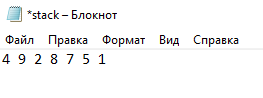 *stack – Блокнот
Файл Правка Формат Вид Справка
4 9 2 8 7 5 1